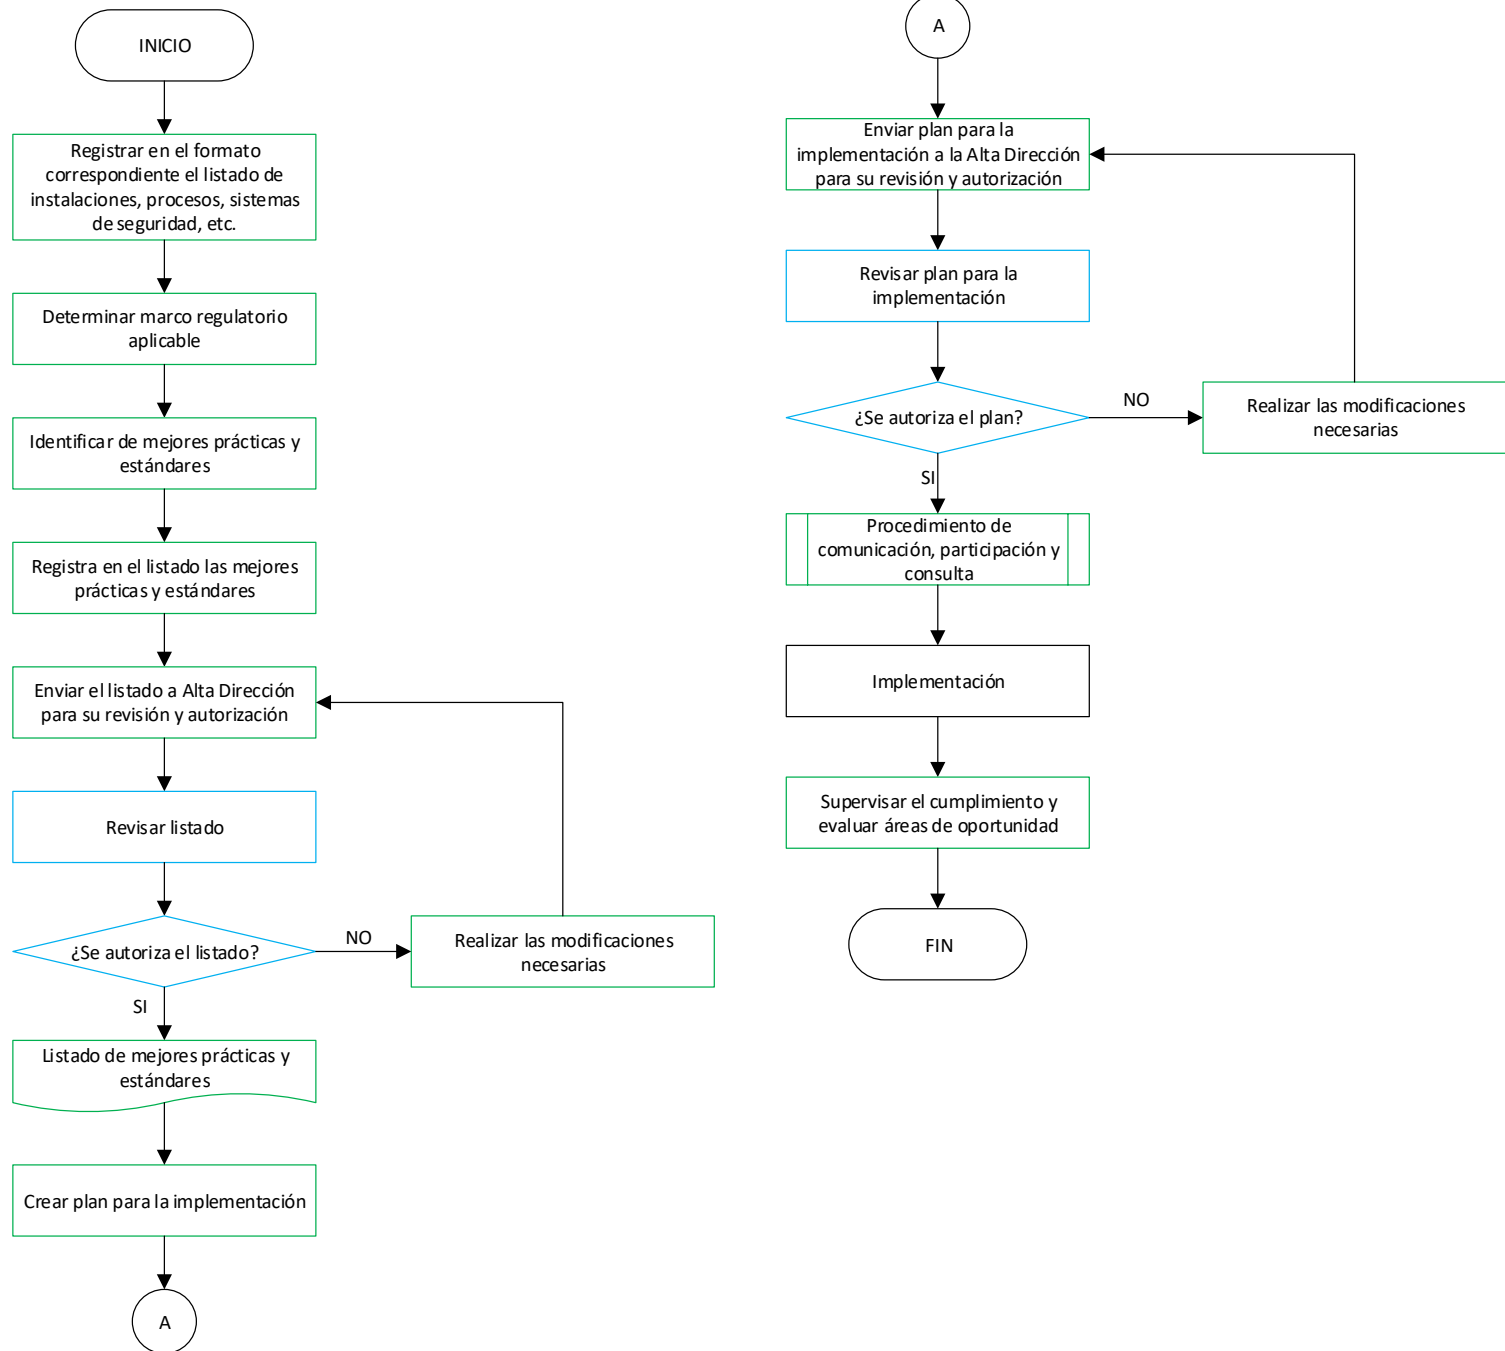 INICIO
Registrar en el formato
correspondiente el listado de
instalaciones, procesos, sistemas
de seguridad, etc.
Determinar marco regulatorio
aplicable
Identificar de mejores prácticas y
estándares
Registra en el listado las mejores
prácticas y estándares
Enviar el listado a Alta Dirección
para su revisión y autorización
Revisar listado
¿Se autoriza el listado?
NO
Realizar las modificaciones
necesarias
SI
Listado de mejores prácticas y
estándares
Crear plan para la implementación
A
A
Enviar plan para la
implementación a la Alta Dirección
para su revisión y autorización
Revisar plan para la
implementación
¿Se autoriza el plan?
NO
Realizar las modificaciones
necesarias
SI
Procedimiento de
comunicación, participación y
consulta
Implementación
Supervisar el cumplimiento y
evaluar áreas de oportunidad
FIN